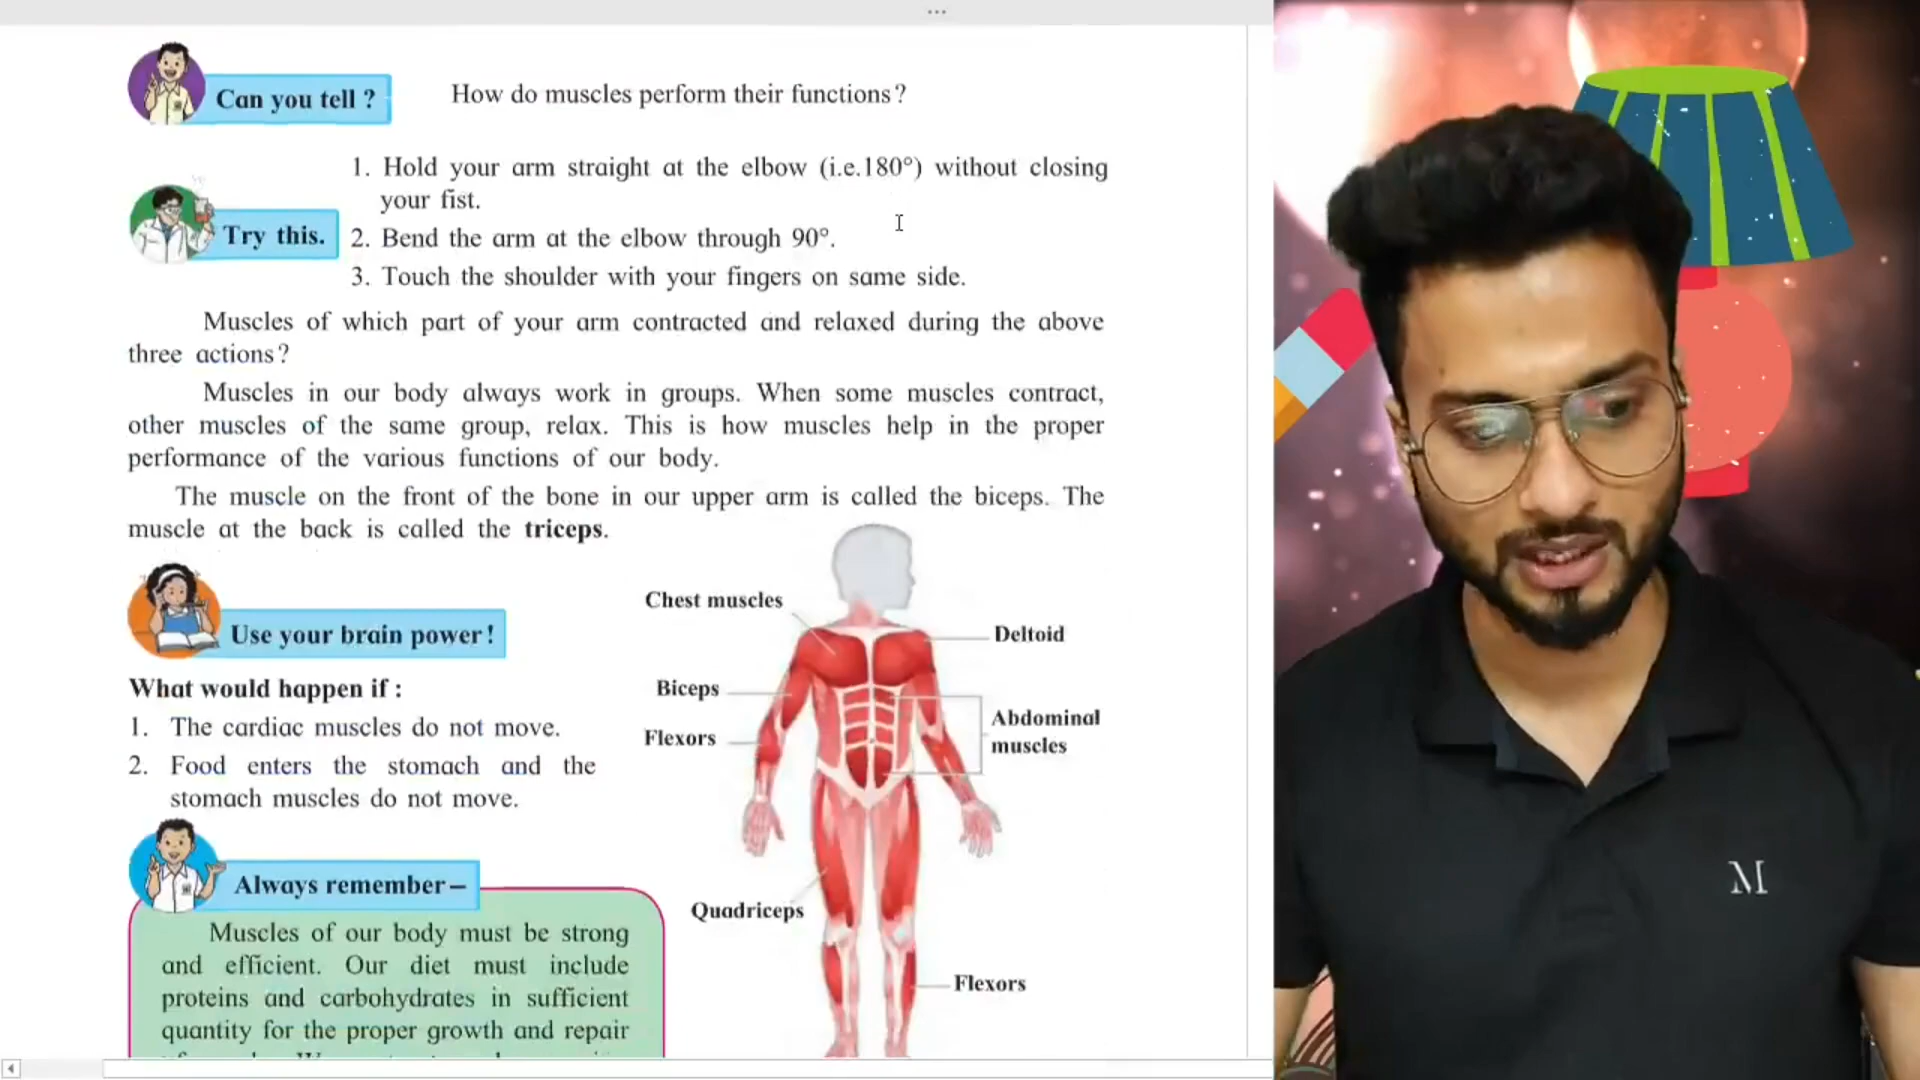 Can you tell ?
How do muscles perform their functions ?
Try this.
1. Hold your arm straight at the elbow (i.e.180°) without closing
your fist.
2. Bend the arm at the elbow through 90°.
3. Touch the shoulder with your fingers on same side.
Muscles of which part of your arm contracted and relaxed during the above
three actions ?
Muscles in our body always work in groups. When some muscles contract,
other muscles of the same group, relax. This is how muscles help in the proper
performance of the various functions of our body.
The muscle on the front of the bone in our upper arm is called the biceps. The
muscle at the back is called the triceps.
Use your brain power !
What would happen if :
1. The cardiac muscles do not move.
2. Food enters the stomach and the
stomach muscles do not move.
Always remember –
Muscles of our body must be strong
and efficient. Our diet must include
proteins and carbohydrates in sufficient
quantity for the proper growth and repair
Chest muscles
Deltoid
Biceps
Flexors
Abdominal
muscles
Quadriceps
Flexors
M